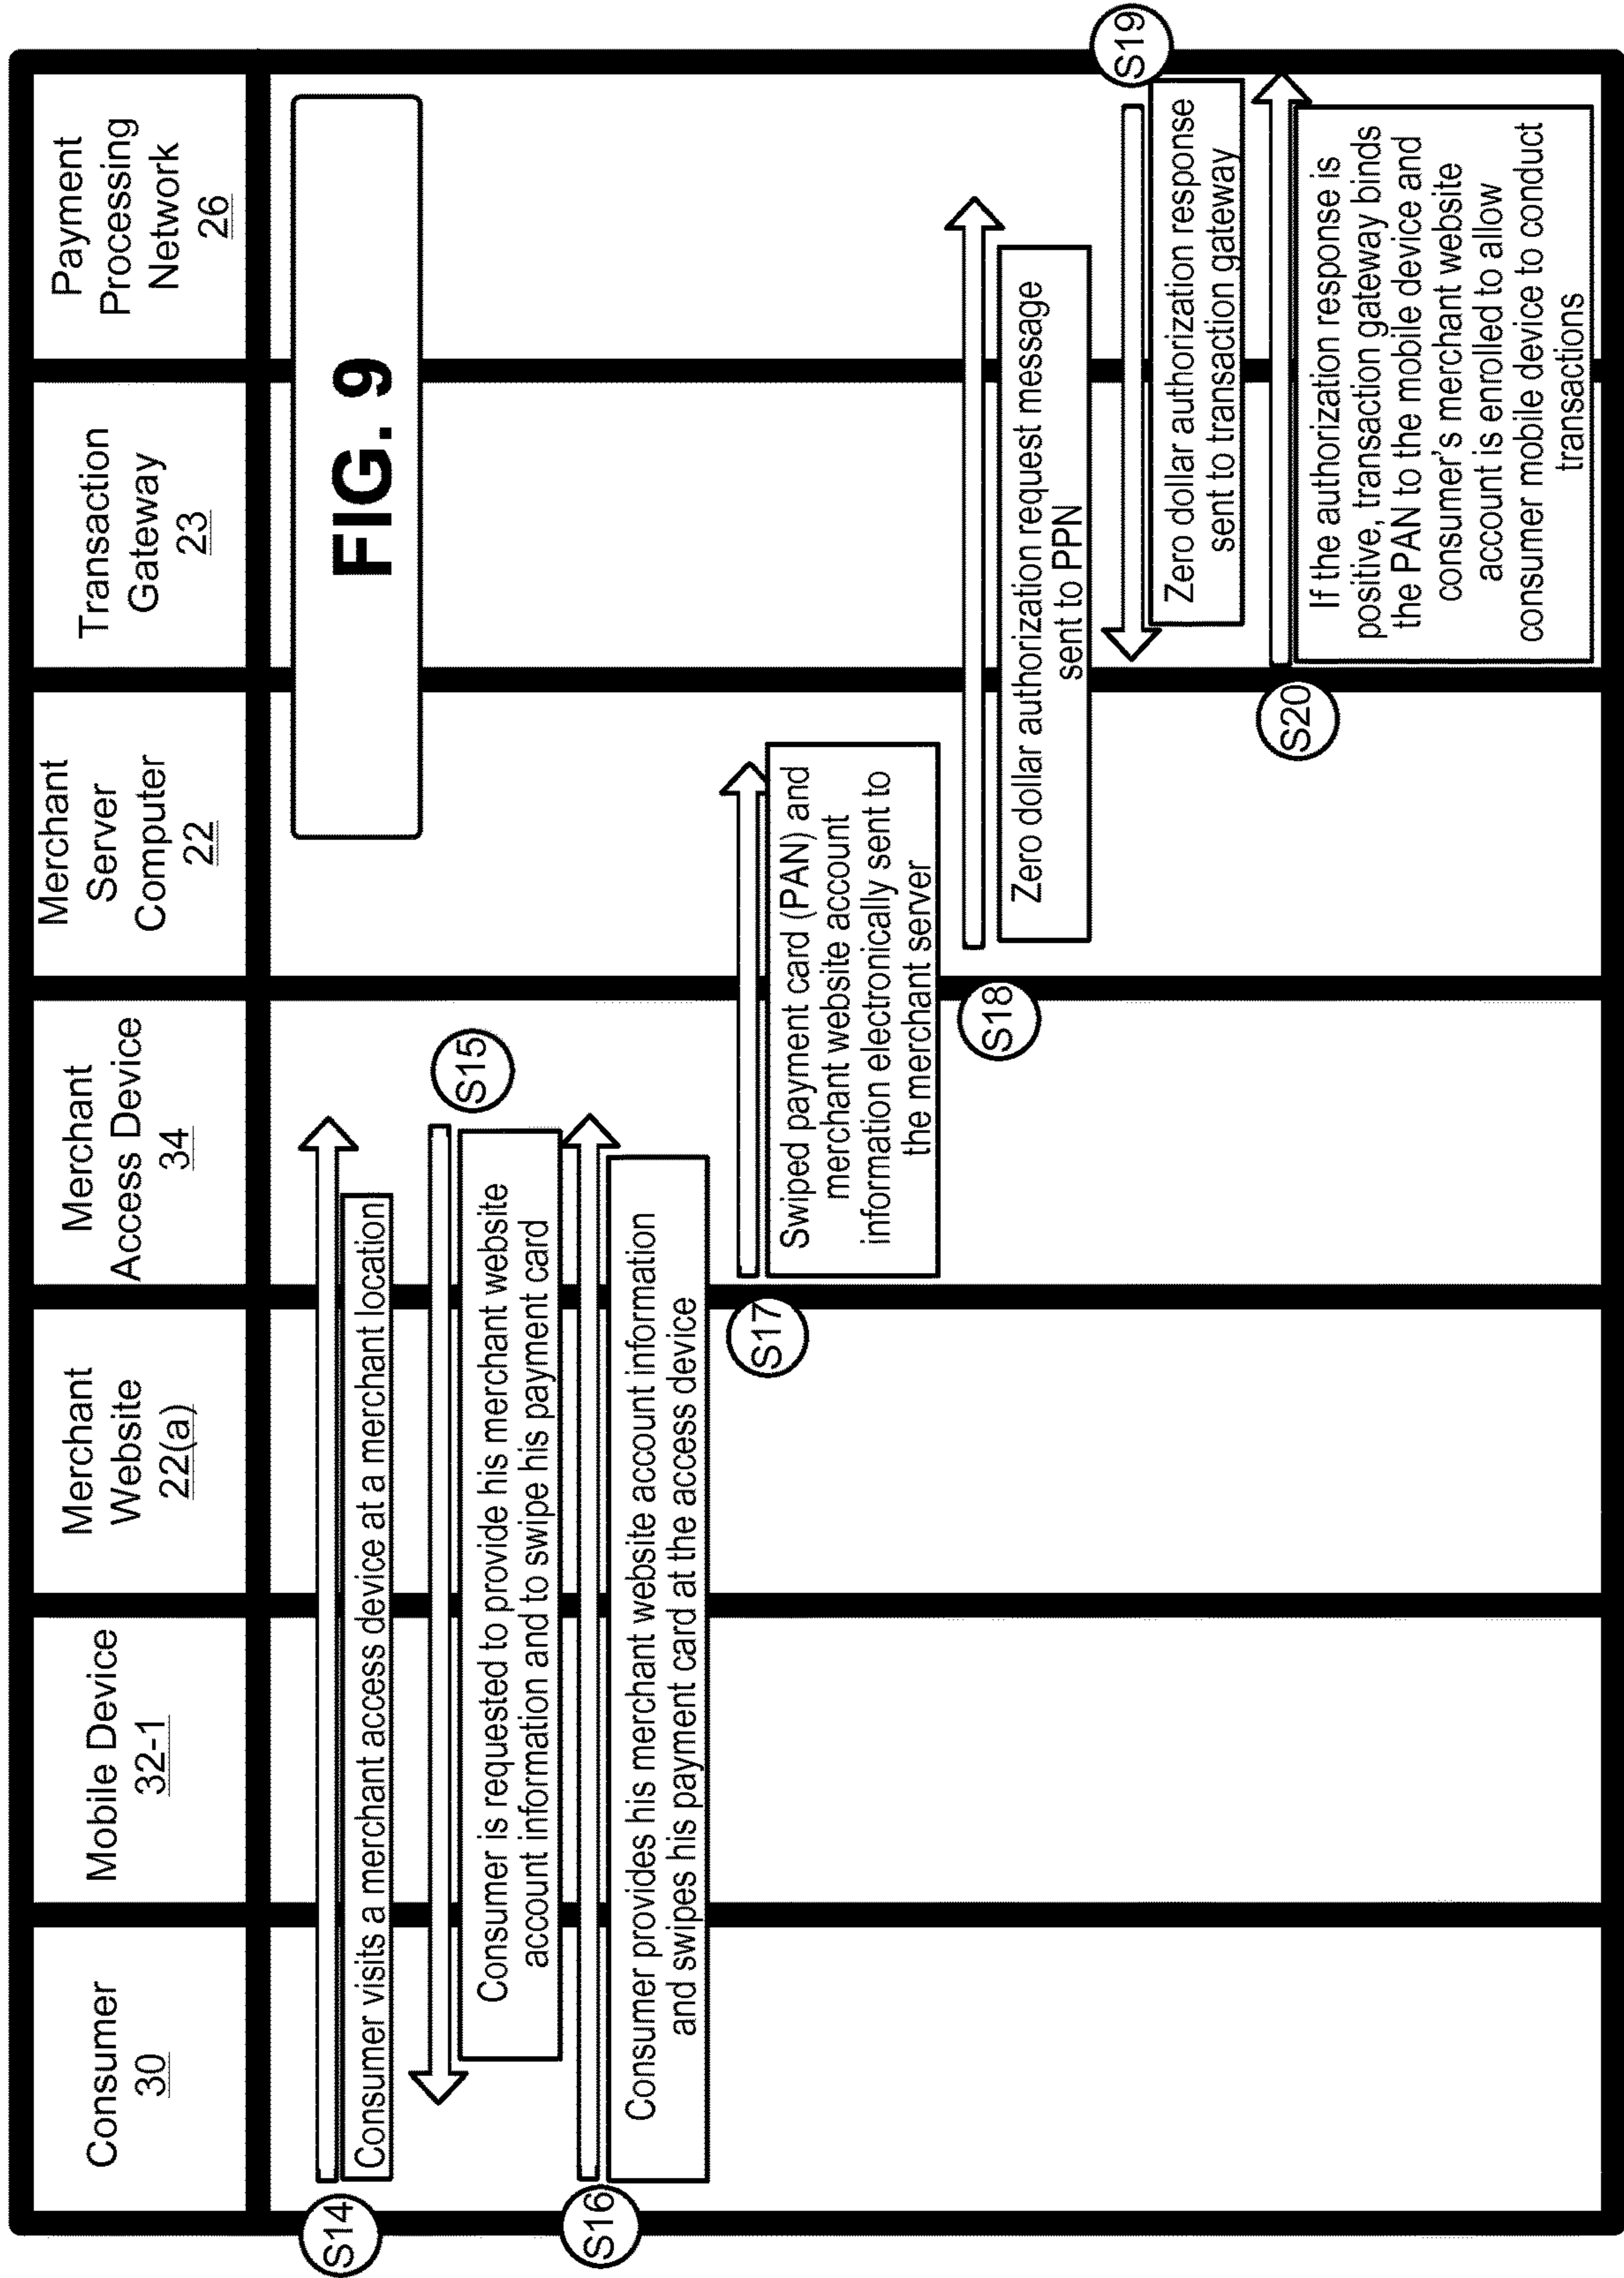 Consumer
30
Mobile Device
32-1
Merchant
Website
22(a)
Merchant
Access Device
34
Merchant
Server
Computer
22
Transaction
Gateway
23
Payment
Processing
Network
26
FIG. 9
S14
Consumer visits a merchant access device at a merchant location
S15
Consumer is requested to provide his merchant website
account information and to swipe his payment card
S16
Consumer provides his merchant website account information
and swipes his payment card at the access device
S17
Swiped payment card (PAN) and
merchant website account
information electronically sent to
the merchant server
S18
Zero dollar authorization request message
sent to PPN
S19
Zero dollar authorization response
sent to transaction gateway
S20
If the authorization response is
positive, transaction gateway binds
the PAN to the mobile device and
consumer's merchant website
account is enrolled to allow
consumer mobile device to conduct
transactions